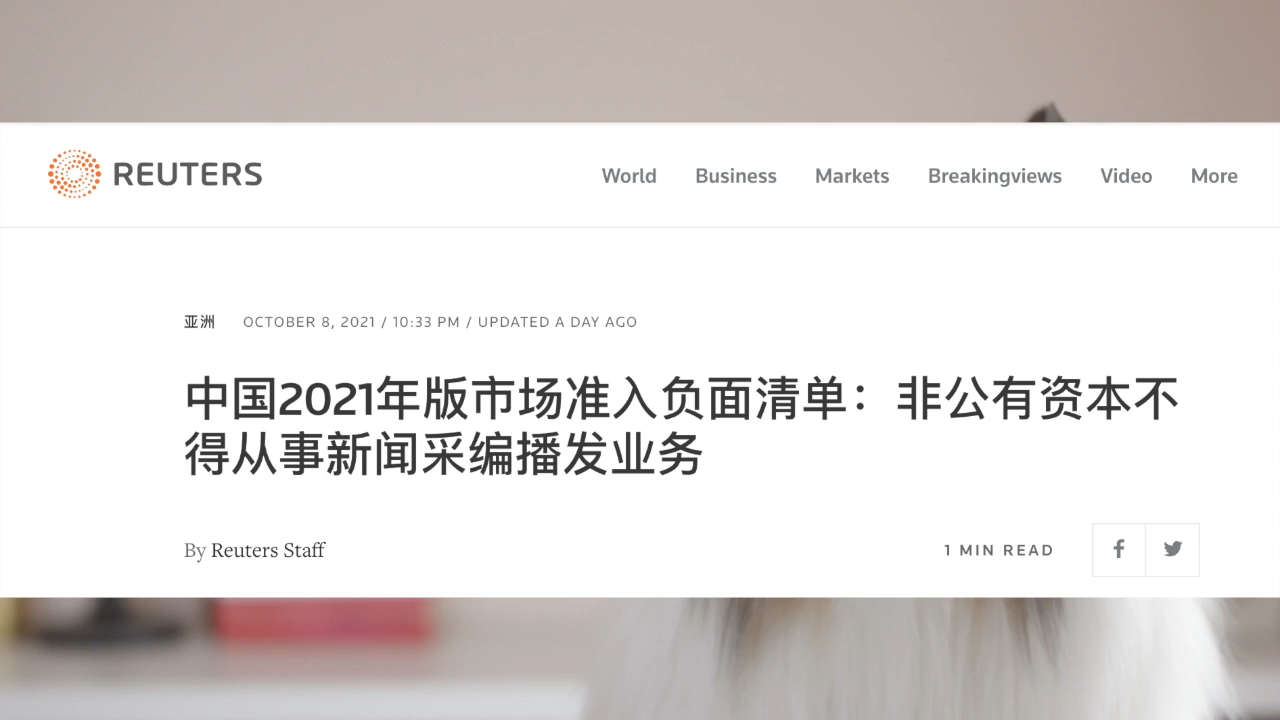 REUTERS
World Business Markets Breakingviews Video More
亚洲 OCTOBER 8, 2021 / 10:33 PM / UPDATED A DAY AGO
中国2021年版市场准入负面清单：非公有资本不
得从事新闻采编播发业务
By Reuters Staff
1 MIN READ